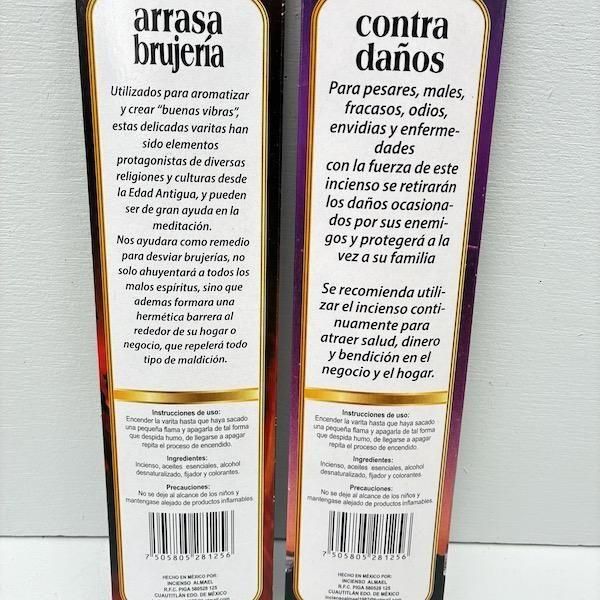 arrasa
brujería
Utilizados para aromatizar
y crear “buenas vibras”,
estas delicadas varitas han
sido elementos
protagonistas de diversas
religiones y culturas desde
la Edad Antigua, y pueden
ser de gran ayuda en la
meditación.
Nos ayudara como remedio
para desviar brujerías, no
solo ahuyentará a todos los
malos espíritus, sino que
ademas formara una
hermética barrera al
rededor de su hogar o
negocio, que repelerá todo
tipo de maldición.
Instrucciones de uso:
Encender la varita hasta que haya sacado
una pequeña flama y apagarla de tal forma
que despida humo, de llegarse a apagar
repita el proceso de encendido.
Ingredientes:
Incienso, aceites esenciales, alcohol
desnaturalizado, fijador y colorantes.
Precauciones:
No se deje al alcance de los niños y
mantengase alejado de productos inflamables.
7 505805 281256
HECHO EN MÉXICO POR:
INCIENSO ALMAEL
R.F.C. PIGA 580528 125
CUAUTITLÁN EDO. DE MÉXICO
contra
daños
Para pesares, males,
fracasos, odios,
envidias y enferme-
dades
con la fuerza de este
incienso se retirarán
los daños ocasiona-
dos por sus enemi-
gos y protegerá a la
vez a su familia
Se recomienda utili-
zar el incienso conti-
nuamente para
atraer salud, dinero
y bendición en el
negocio y el hogar.
Instrucciones de uso:
Encender la varita hasta que haya sacado
una pequeña flama y apagarla de tal forma
que despida humo, de llegarse a apagar
repita el proceso de encendido.
Ingredientes:
Incienso, aceites esenciales, alcohol
desnaturalizado, fijador y colorantes.
Precauciones:
No se deje al alcance de los niños y
mantengase alejado de productos inflamables.
7 505805 281256
HECHO EN MÉXICO POR:
INCIENSO ALMAEL
R.F.C. PIGA 580528 125
CUAUTITLÁN EDO. DE MÉXICO